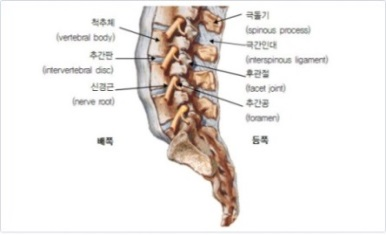 척추체
(vertebral body)
추간판
(intervertebral disc)
신경근
(nerve root)
배쪽
극돌기
(spinous process)
극간인대
(interspinous ligament)
후관절
(facet joint)
추간공
(foramen)
등쪽